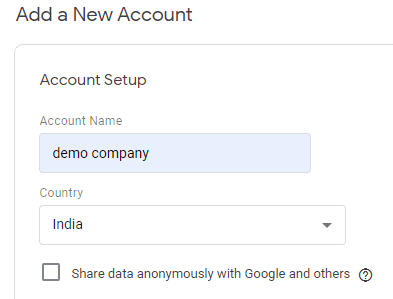 Add a New Account
Account Setup
Account Name
demo company
Country
India
Share data anonymously with Google and others